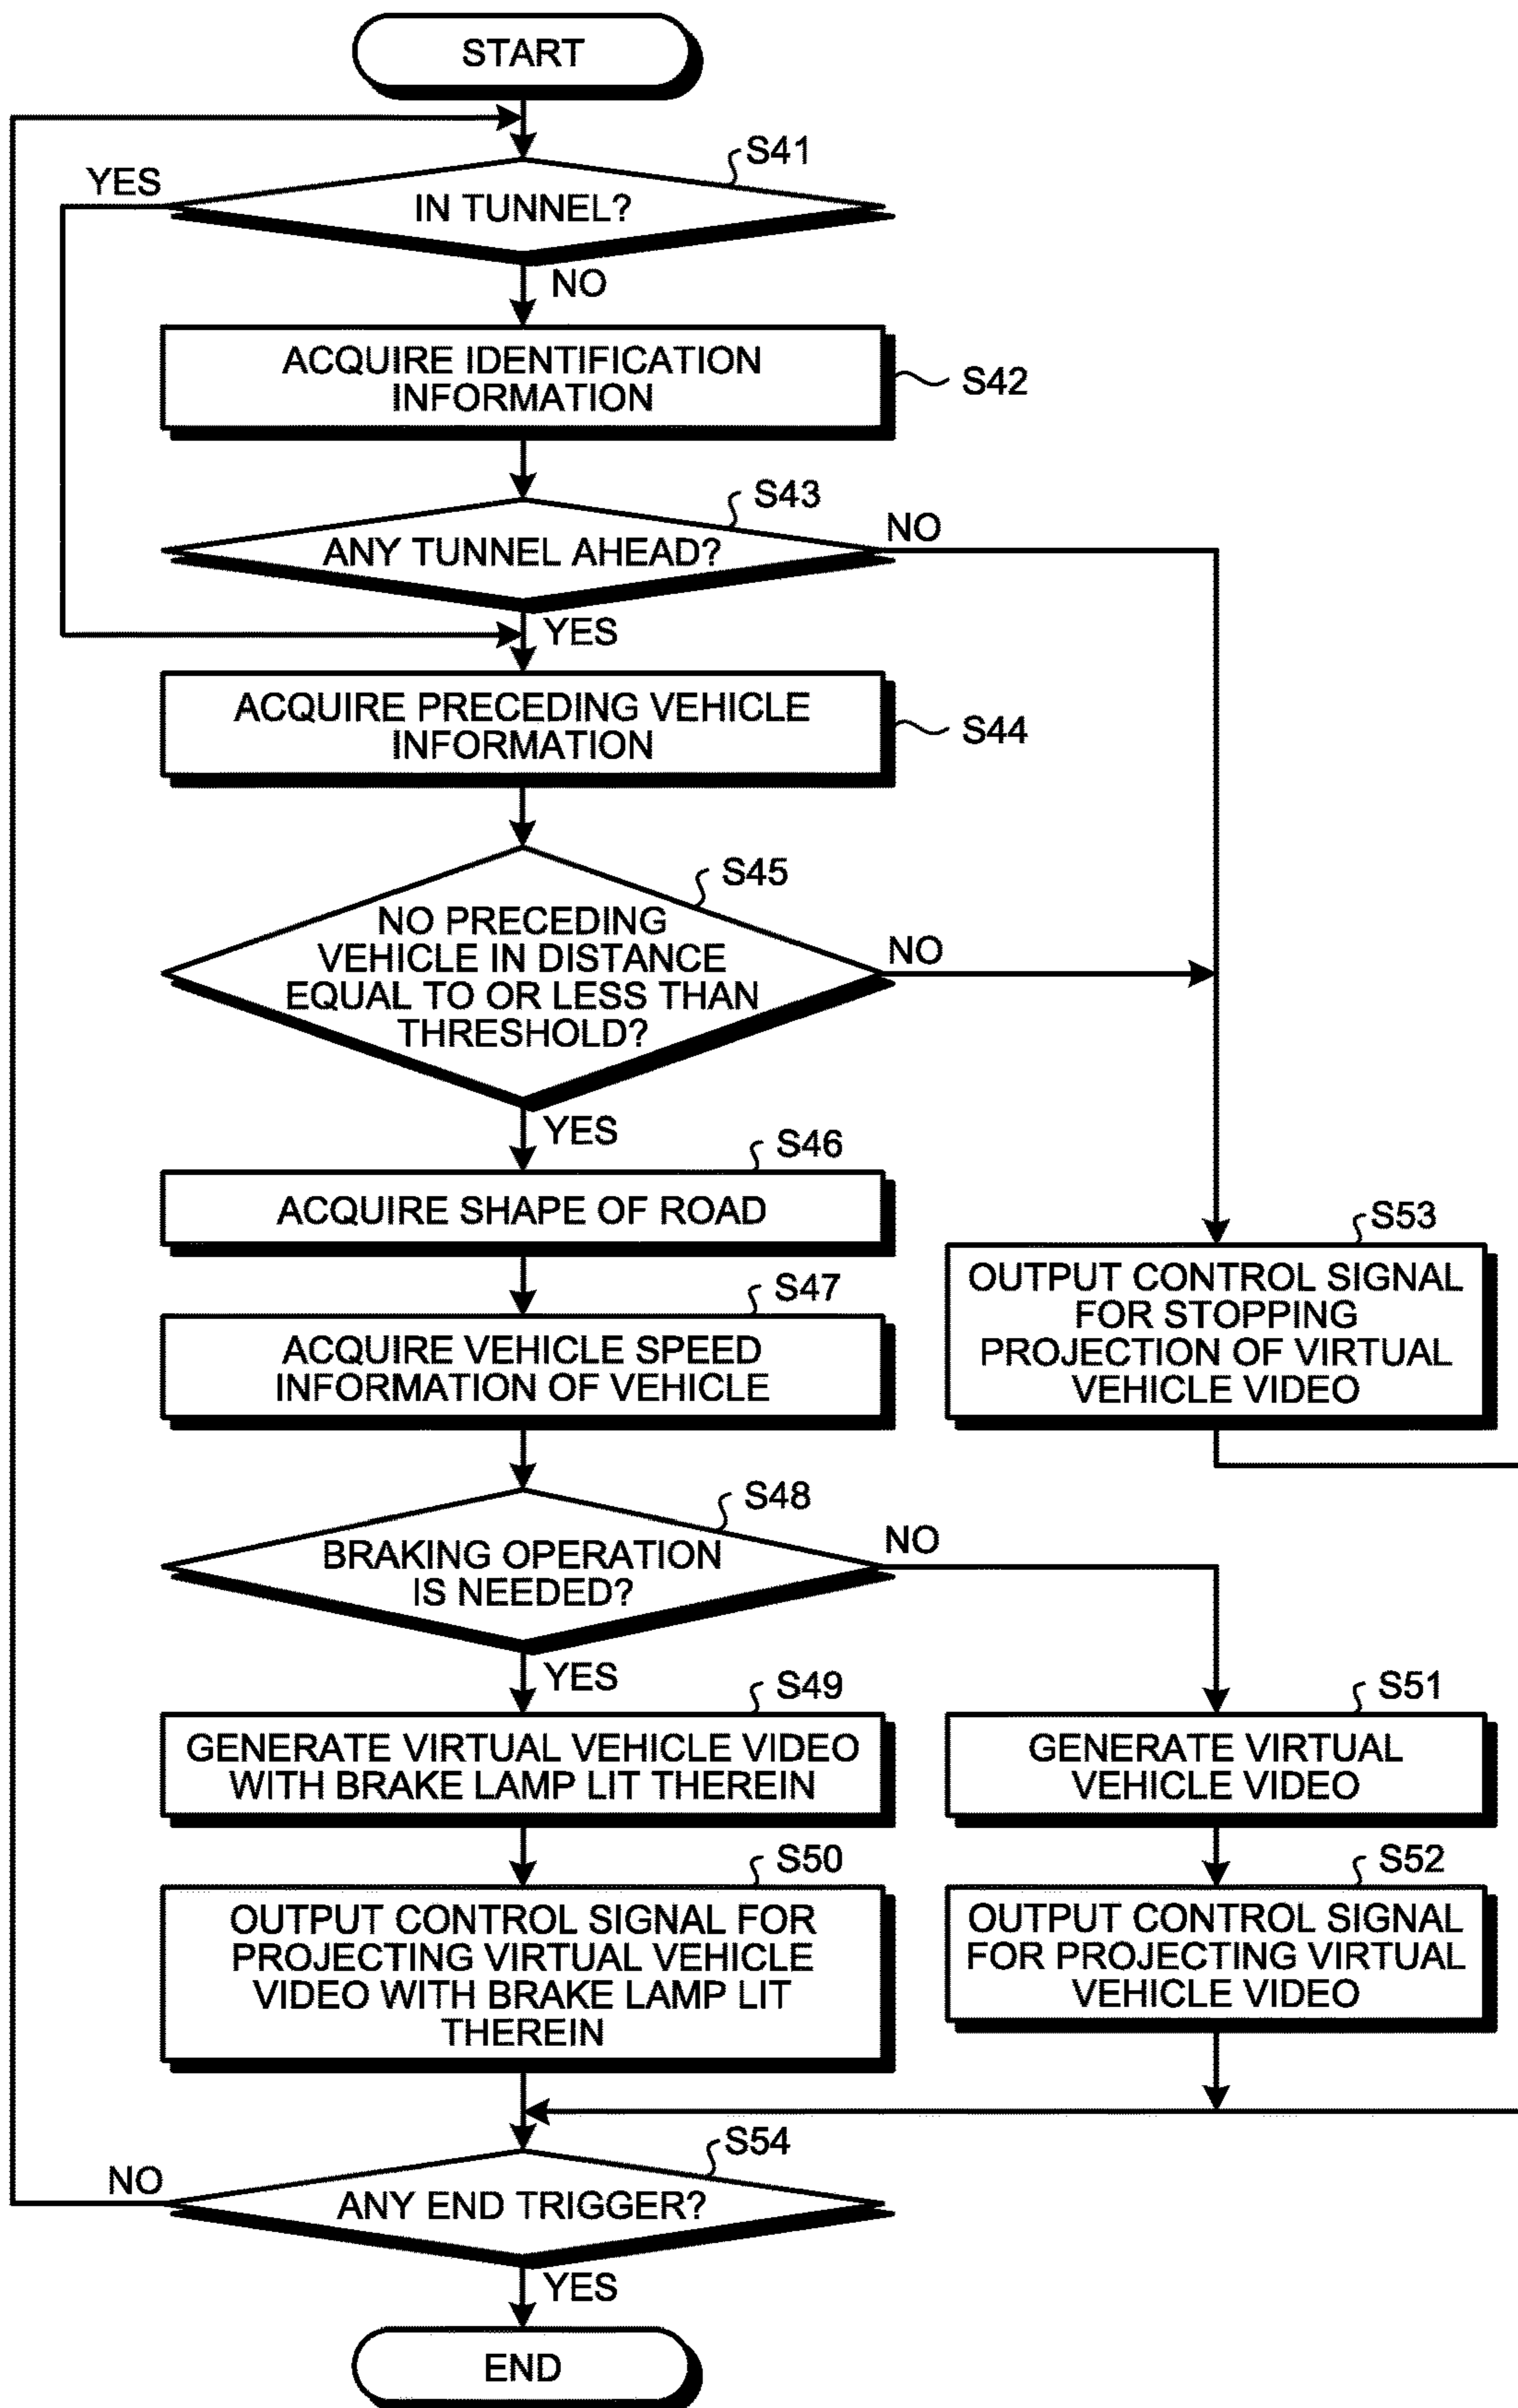 START
S41
YES
IN TUNNEL?
NO
ACQUIRE IDENTIFICATION
INFORMATION
S42
S43
NO
ANY TUNNEL AHEAD?
YES
ACQUIRE PRECEDING VEHICLE
INFORMATION
S44
S45
NO PRECEDING
VEHICLE IN DISTANCE
EQUAL TO OR LESS THAN
THRESHOLD?
NO
YES
S46
ACQUIRE SHAPE OF ROAD
S47
ACQUIRE VEHICLE SPEED
INFORMATION OF VEHICLE
S53
OUTPUT CONTROL SIGNAL
FOR STOPPING
PROJECTION OF VIRTUAL
VEHICLE VIDEO
S48
NO
BRAKING OPERATION
IS NEEDED?
YES
S49
GENERATE VIRTUAL VEHICLE VIDEO
WITH BRAKE LAMP LIT THEREIN
S51
GENERATE VIRTUAL
VEHICLE VIDEO
S50
OUTPUT CONTROL SIGNAL FOR
PROJECTING VIRTUAL VEHICLE
VIDEO WITH BRAKE LAMP LIT
THEREIN
S52
OUTPUT CONTROL SIGNAL
FOR PROJECTING VIRTUAL
VEHICLE VIDEO
S54
NO
ANY END TRIGGER?
YES
END